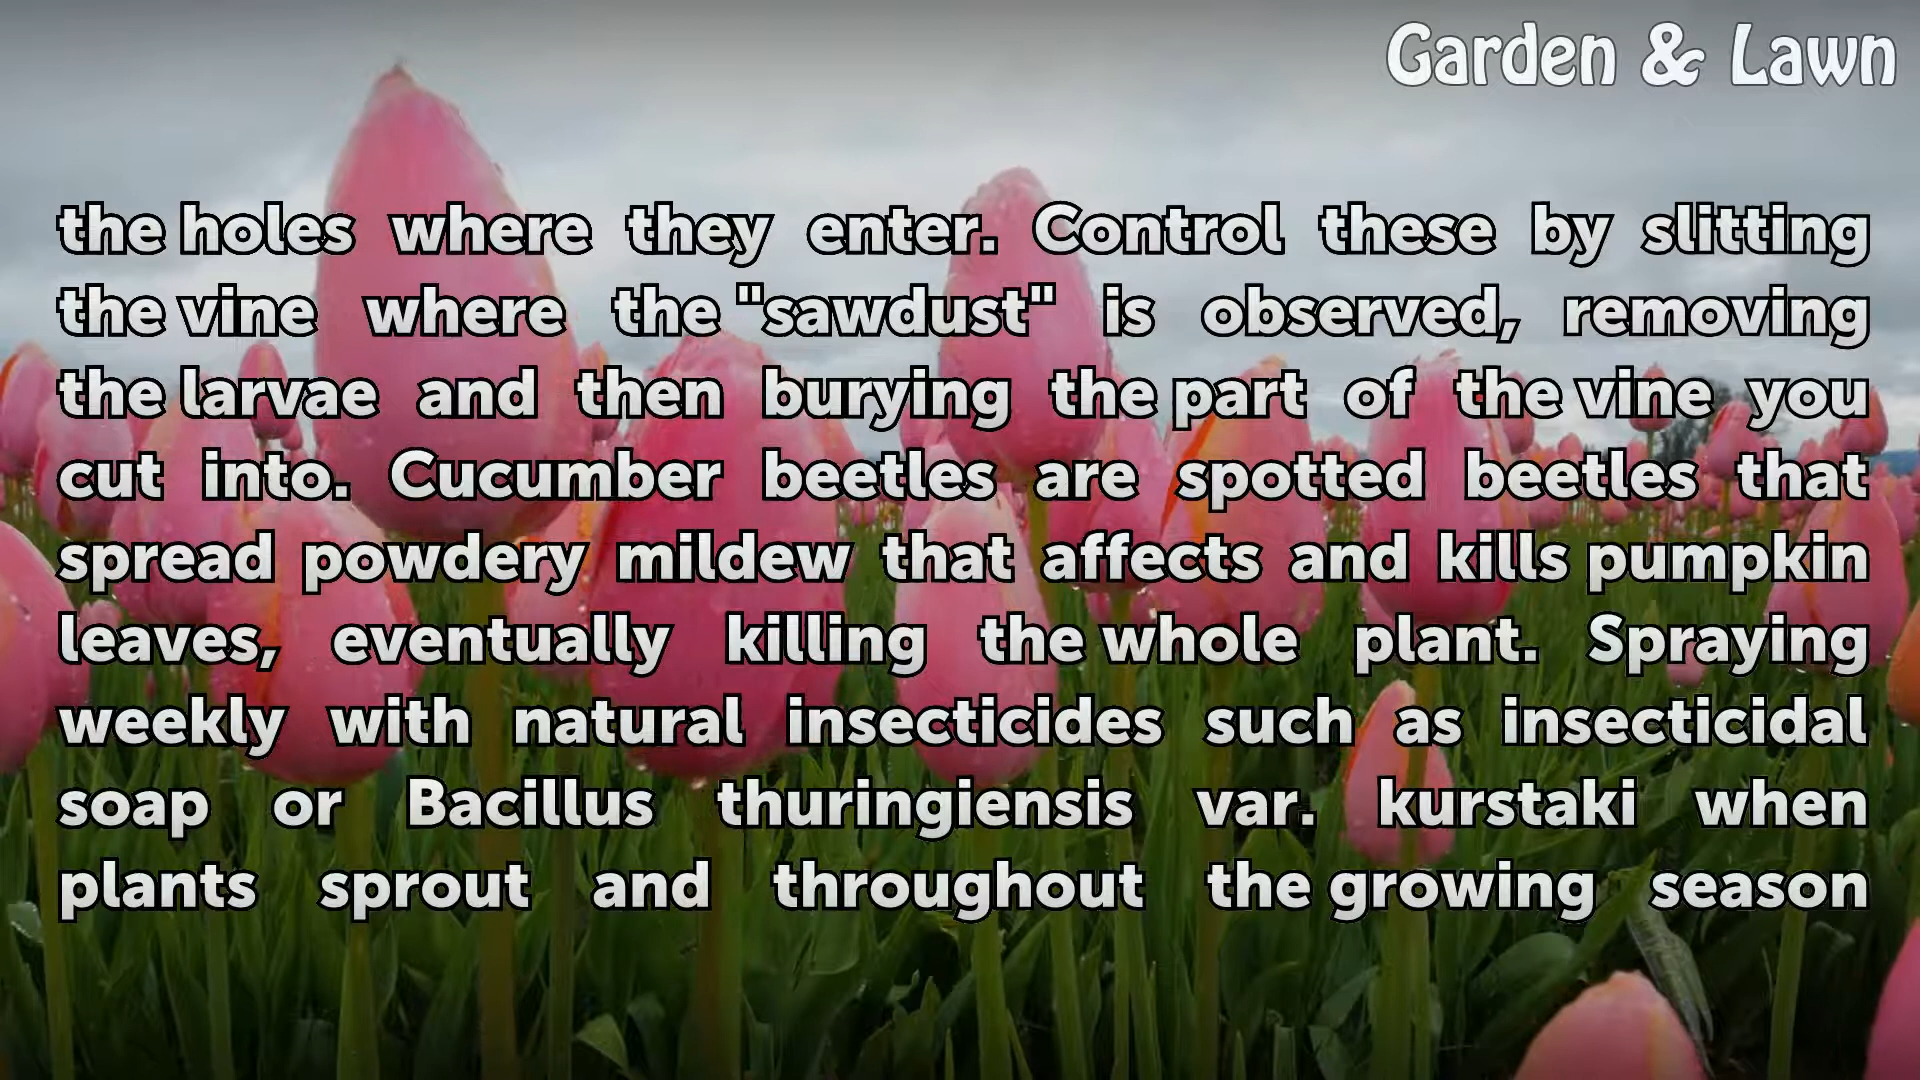 Garden & Lawn
the holes where they enter. Control these by slitting
the vine where the "sawdust" is observed, removing
the larvae and then burying the part of the vine you
cut into. Cucumber beetles are spotted beetles that
spread powdery mildew that affects and kills pumpkin
leaves, eventually killing the whole plant. Spraying
weekly with natural insecticides such as insecticidal
soap or Bacillus thuringiensis var. kurstaki when
plants sprout and throughout the growing season